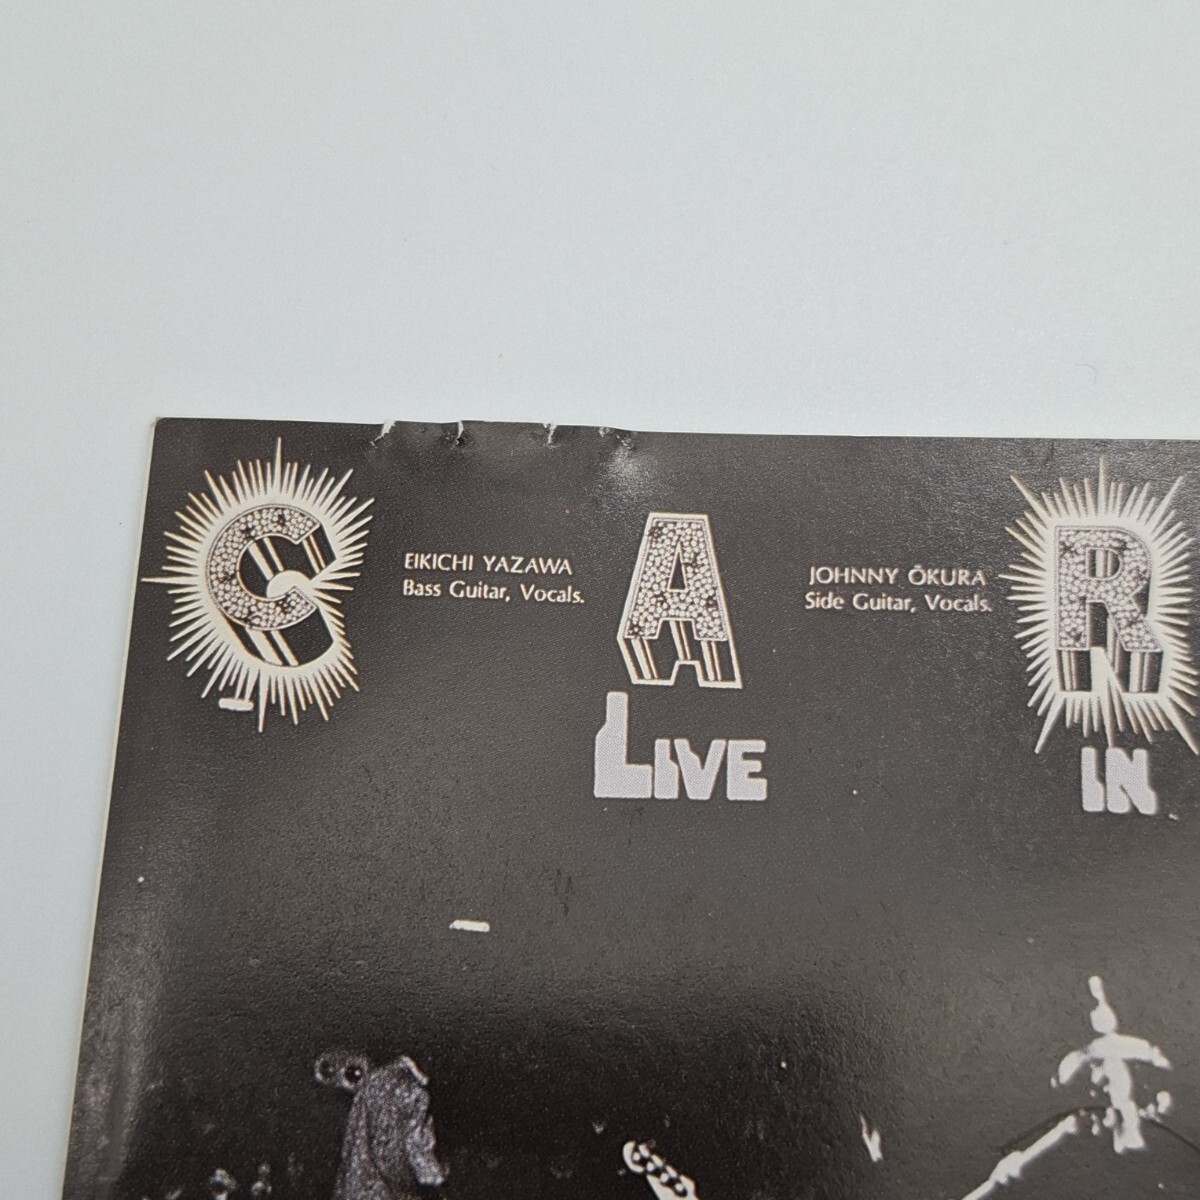 C A R
EIKICHI YAZAWA
Bass Guitar, Vocals.
JOHNNY ŌKURA
Side Guitar, Vocals.
LIVE IN